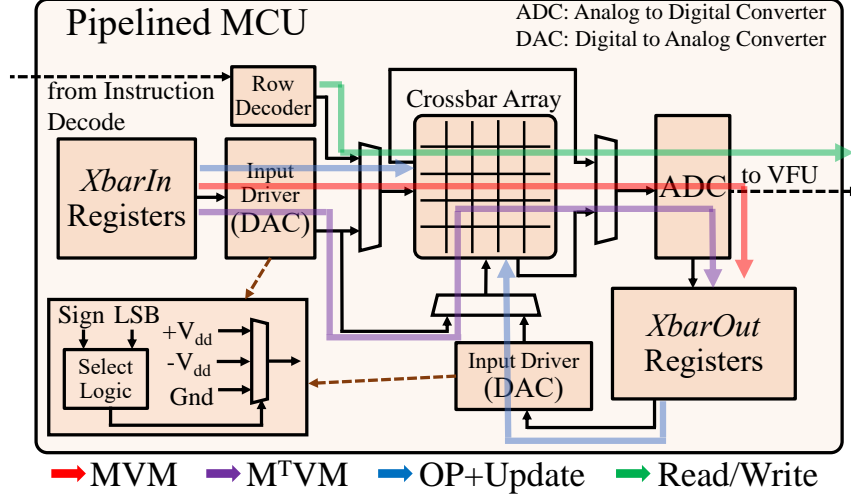 Pipelined MCU
ADC: Analog to Digital Converter
DAC: Digital to Analog Converter
from Instruction
Decode
Row
Decoder
Crossbar Array
XbarIn
Registers
Input
Driver
(DAC)
ADC
to VFU
Sign LSB
Select
Logic
+Vdd
-Vdd
Gnd
Input Driver
(DAC)
XbarOut
Registers
MVM
MᵀVM
OP+Update
Read/Write